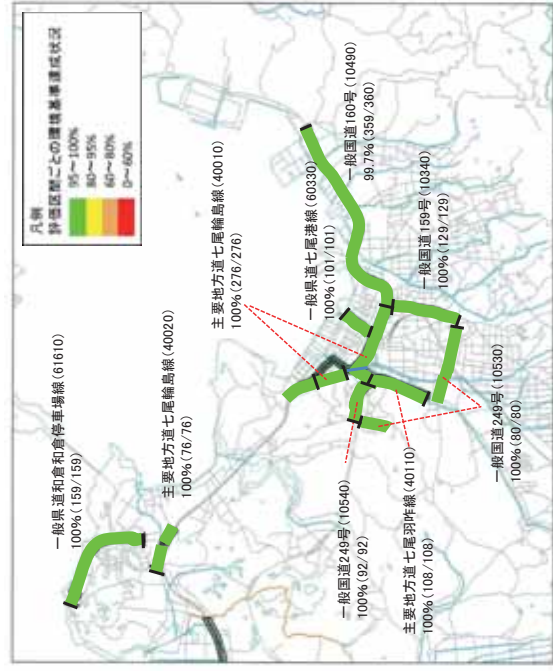 凡例
評価区間ごとの環境基準達成状況
95~100%
80~95%
60~80%
0~60%
一般県道和倉和倉停車場線(61610)
100%(159/159)
主要地方道七尾輪島線(40020)
100%(76/76)
主要地方道七尾輪島線(40010)
100%(276/276)
一般県道七尾港線(60330)
100%(101/101)
一般国道160号(10490)
99.7%(359/360)
一般国道159号(10340)
100%(129/129)
一般国道249号(10540)
100%(92/92)
主要地方道七尾羽咋線(40110)
100%(108/108)
一般国道249号(10530)
100%(80/80)